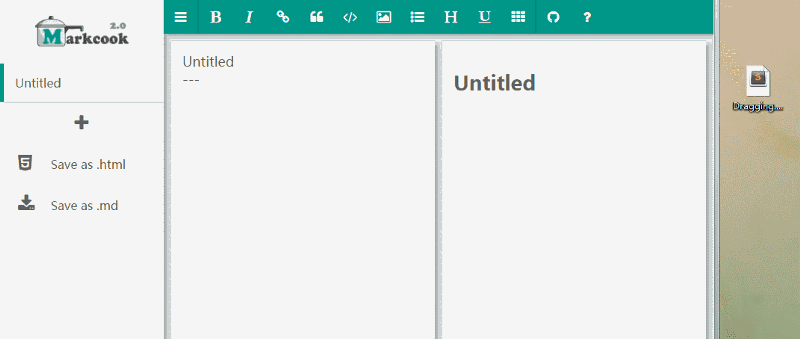 2.0
Markcook
Untitled
Save as .html
Save as .md
B I H U ?
Untitled
---
Untitled
Dragging....